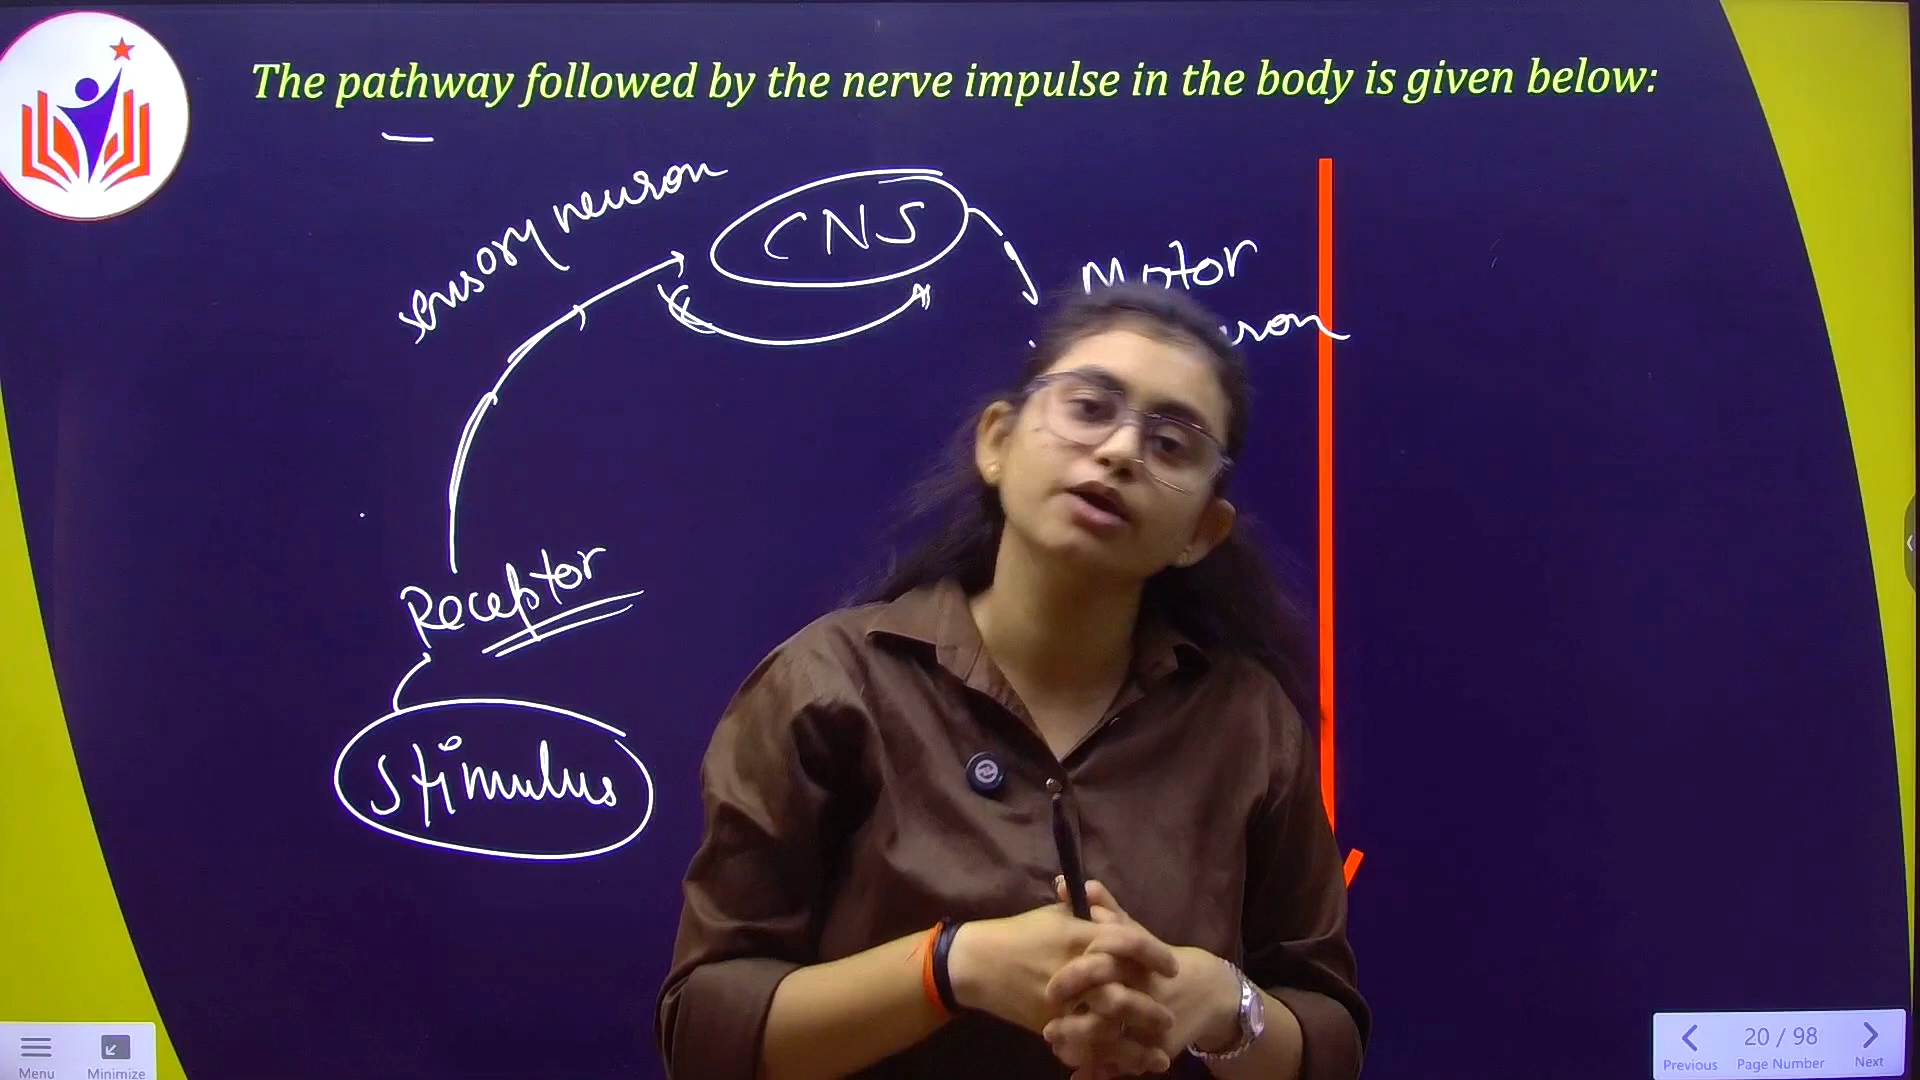 The pathway followed by the nerve impulse in the body is given below:
sensory neuron
CNS
Motor
Receptor
Stimulus
20 / 98
Previous
Page Number
Next
Menu
Minimize